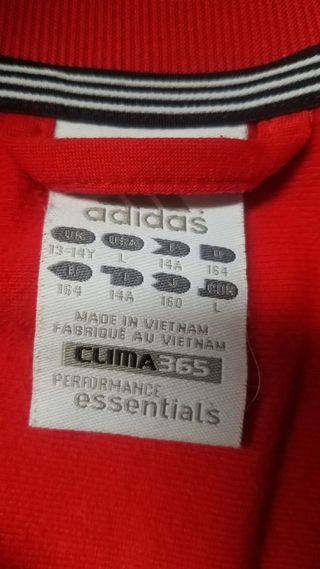 adidas
UK USA F D
13-14Y L 14A 164
164 14A 160 L
MADE IN VIETNAM
FABRIQUÉ AU VIETNAM
CLIMA365
PERFORMANCE
essentials